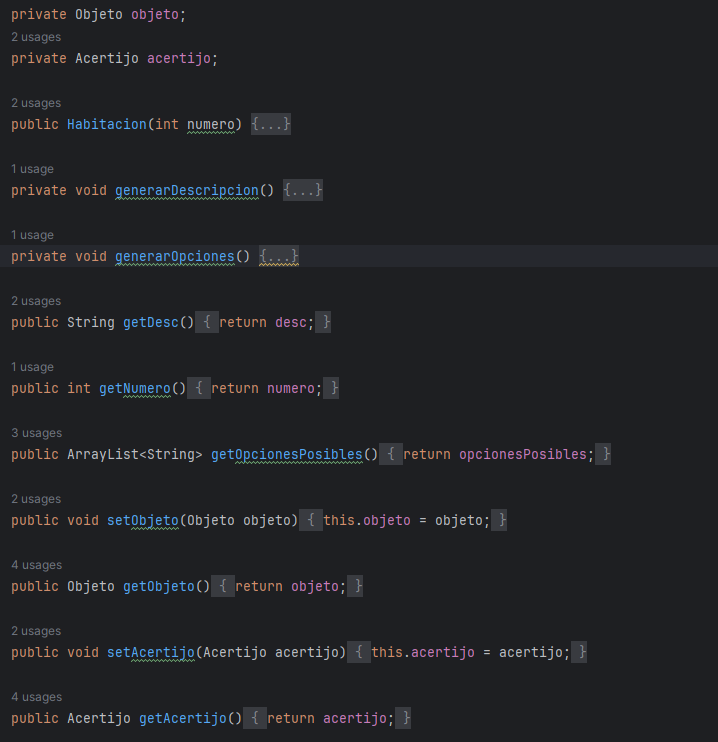 private Objeto objeto;
2 usages
private Acertijo acertijo;
2 usages
public Habitacion(int numero) {...}
1 usage
private void generarDescripcion() {...}
1 usage
private void generarOpciones() {...}
2 usages
public String getDesc() { return desc; }
1 usage
public int getNumero() { return numero; }
3 usages
public ArrayList<String> getOpcionesPosibles() { return opcionesPosibles; }
2 usages
public void setObjeto(Objeto objeto) { this.objeto = objeto; }
4 usages
public Objeto getObjeto() { return objeto; }
2 usages
public void setAcertijo(Acertijo acertijo) { this.acertijo = acertijo; }
4 usages
public Acertijo getAcertijo() { return acertijo; }